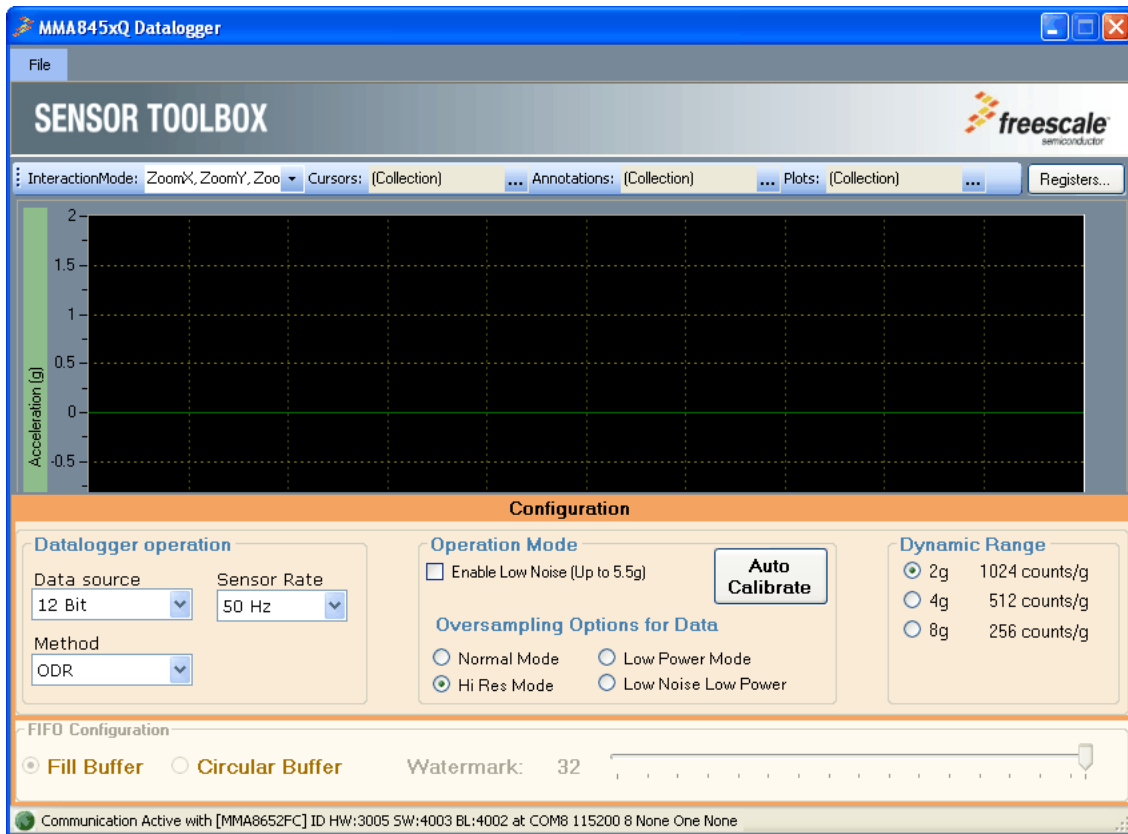 MMA845xQ Datalogger
File
SENSOR TOOLBOX
freescale
semiconductor
InteractionMode: ZoomX, ZoomY, Zoo Cursors: (Collection) ... Annotations: (Collection) ... Plots: (Collection) ... Registers...
Acceleration (g)
2
1.5
1
0.5
0
-0.5
Configuration
Datalogger operation
Data source
Sensor Rate
12 Bit
50 Hz
Method
ODR
Operation Mode
Enable Low Noise (Up to 5.5g)
Auto
Calibrate
Oversampling Options for Data
Normal Mode
Low Power Mode
Hi Res Mode
Low Noise Low Power
Dynamic Range
2g 1024 counts/g
4g 512 counts/g
8g 256 counts/g
FIFO Configuration
Fill Buffer
Circular Buffer
Watermark: 32
Communication Active with [MMA8652FC] ID HW:3005 SW:4003 BL:4002 at COM8 115200 8 None One None